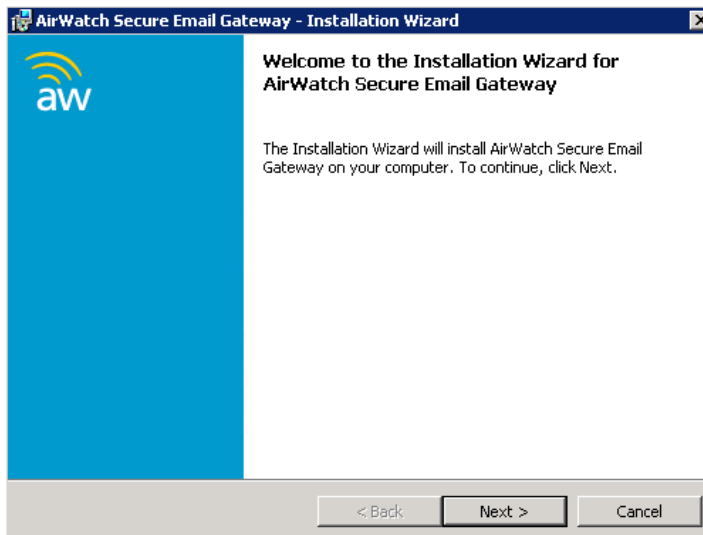 AirWatch Secure Email Gateway - Installation Wizard
aw
Welcome to the Installation Wizard for
AirWatch Secure Email Gateway
The Installation Wizard will install AirWatch Secure Email
Gateway on your computer. To continue, click Next.
< Back
Next >
Cancel